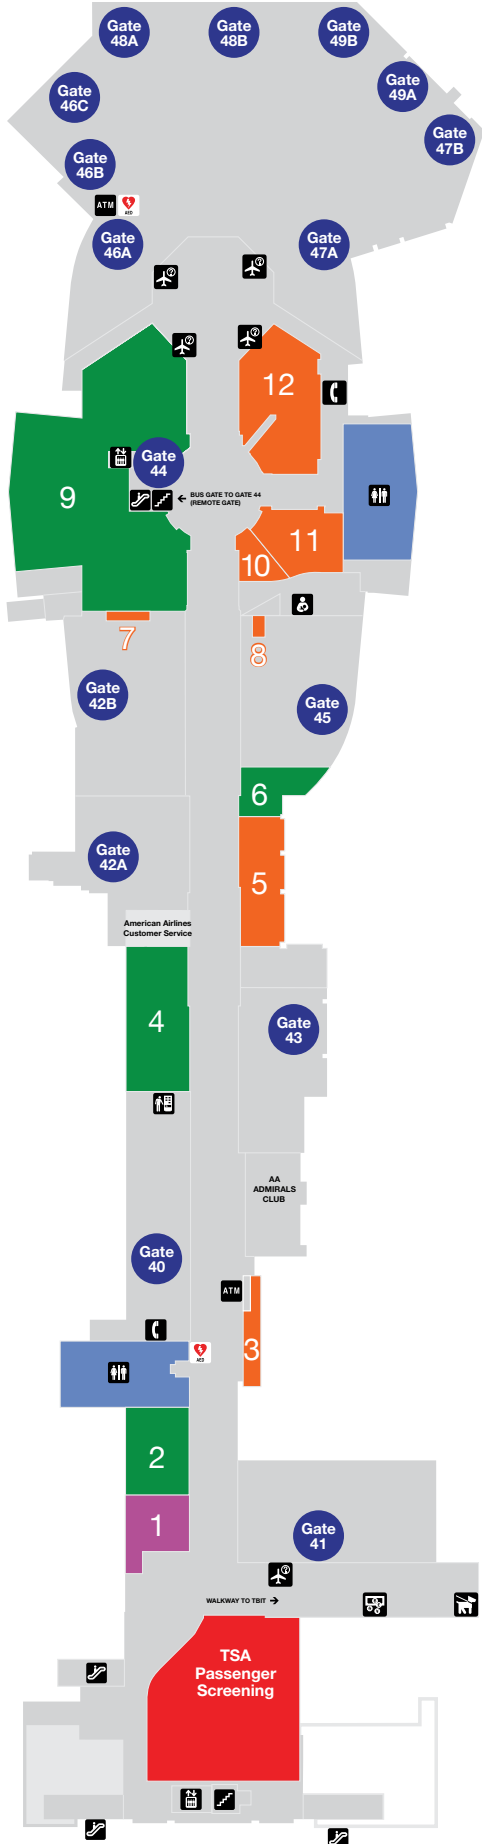 Gate
48A
Gate
48B
Gate
49B
Gate
49A
Gate
46C
Gate
47B
Gate
46B
ATM
AED
Gate
46A
Gate
47A
?
?
?
?
12
Gate
44
9
BUS GATE TO GATE 44
(REMOTE GATE)
11
10
7
8
Gate
42B
Gate
45
6
Gate
42A
5
American Airlines
Customer Service
4
Gate
43
AA
ADMIRALS
CLUB
Gate
40
ATM
3
AED
2
1
Gate
41
?
WALKWAY TO TBIT
TSA
Passenger
Screening